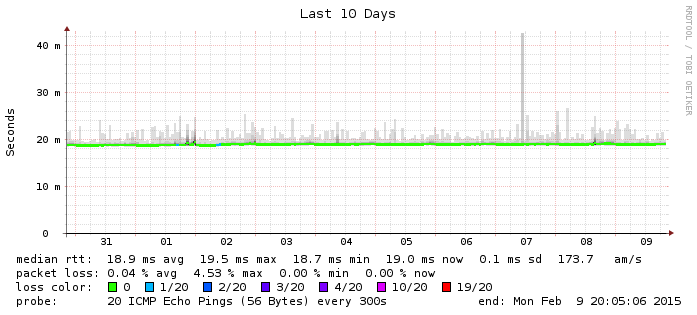 Last 10 Days
RRDTOOL / TOBI OETIKER
Seconds
40 m
30 m
20 m
10 m
0
31 01 02 03 04 05 06 07 08 09
median rtt: 18.9 ms avg 19.5 ms max 18.7 ms min 19.0 ms now 0.1 ms sd 173.7 am/s
packet loss: 0.04 % avg 4.53 % max 0.00 % min 0.00 % now
loss color: 0 1/20 2/20 3/20 4/20 10/20 19/20
probe: 20 ICMP Echo Pings (56 Bytes) every 300s end: Mon Feb 9 20:05:06 2015